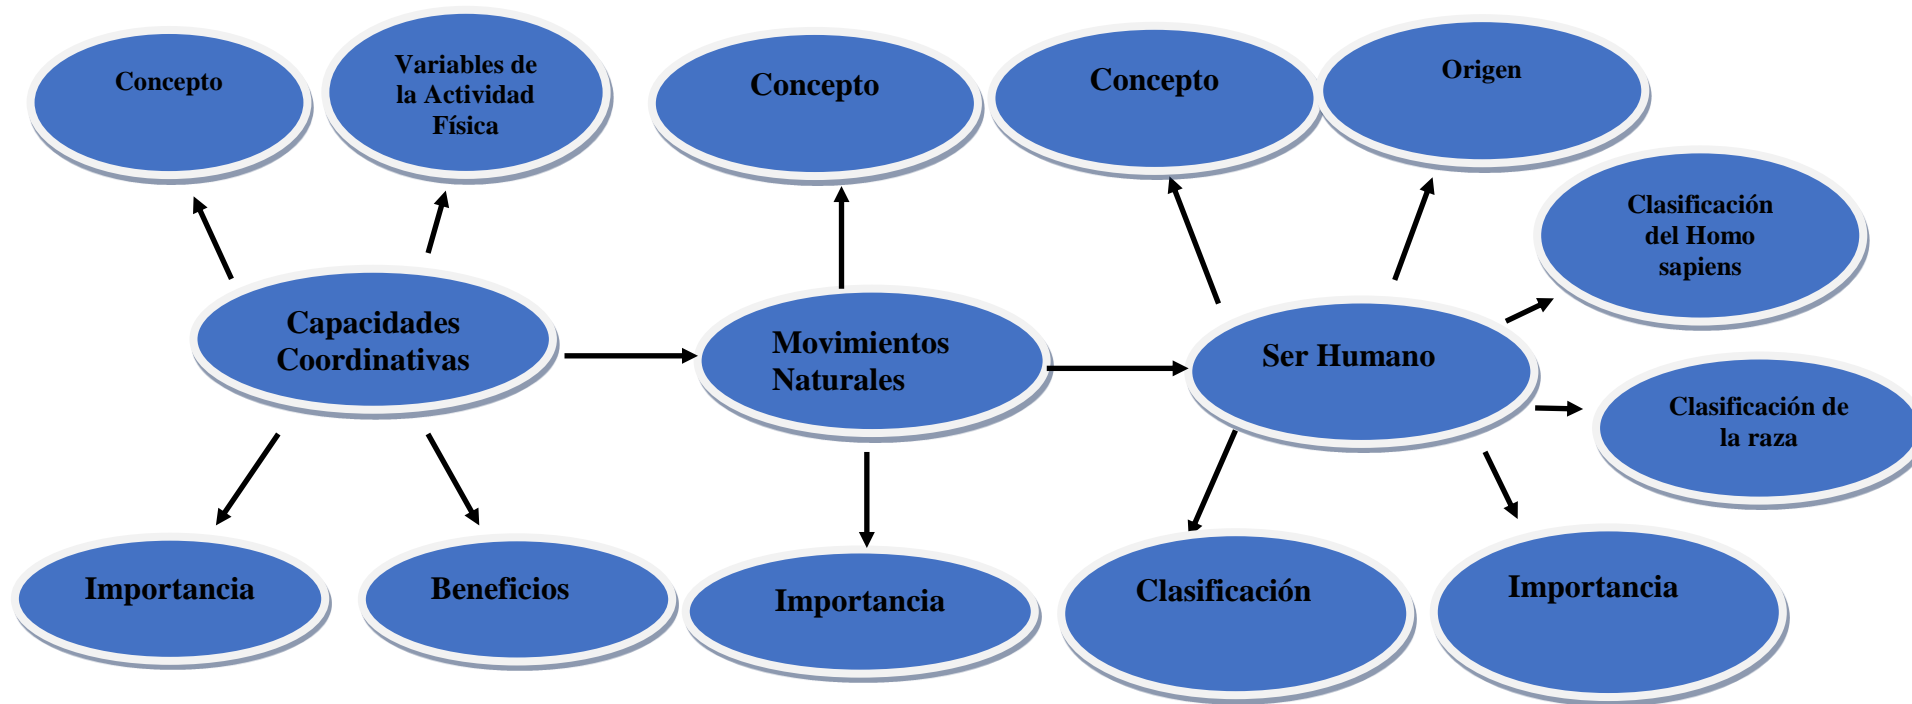 Concepto
Variables de
la Actividad
Física
Concepto
Concepto
Origen
Clasificación
del Homo
sapiens
Capacidades
Coordinativas
Movimientos
Naturales
Ser Humano
Clasificación de
la raza
Importancia
Beneficios
Importancia
Clasificación
Importancia